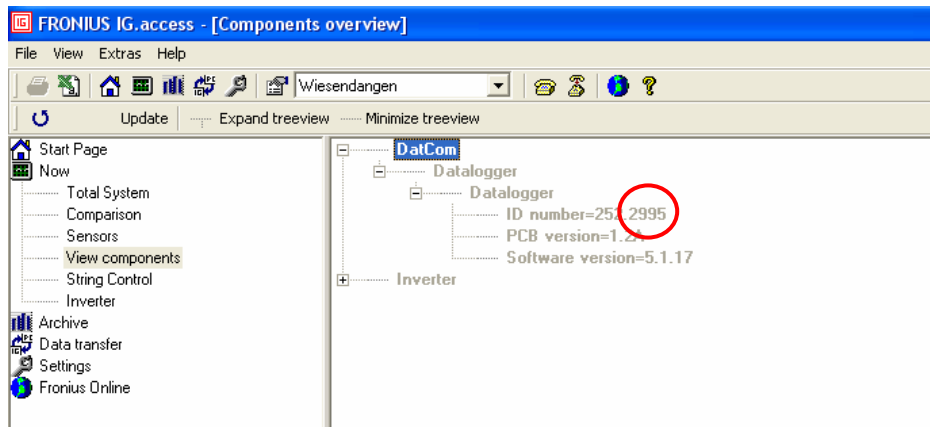 FRONIUS IG.access - [Components overview]
File View Extras Help
Wiesendangen
Update Expand treeview Minimize treeview
Start Page
Now
Total System
Comparison
Sensors
View components
String Control
Inverter
Archive
Data transfer
Settings
Fronius Online
DatCom
Datalogger
Datalogger
ID number=252.2995
PCB version=1.2A
Software version=5.1.17
Inverter